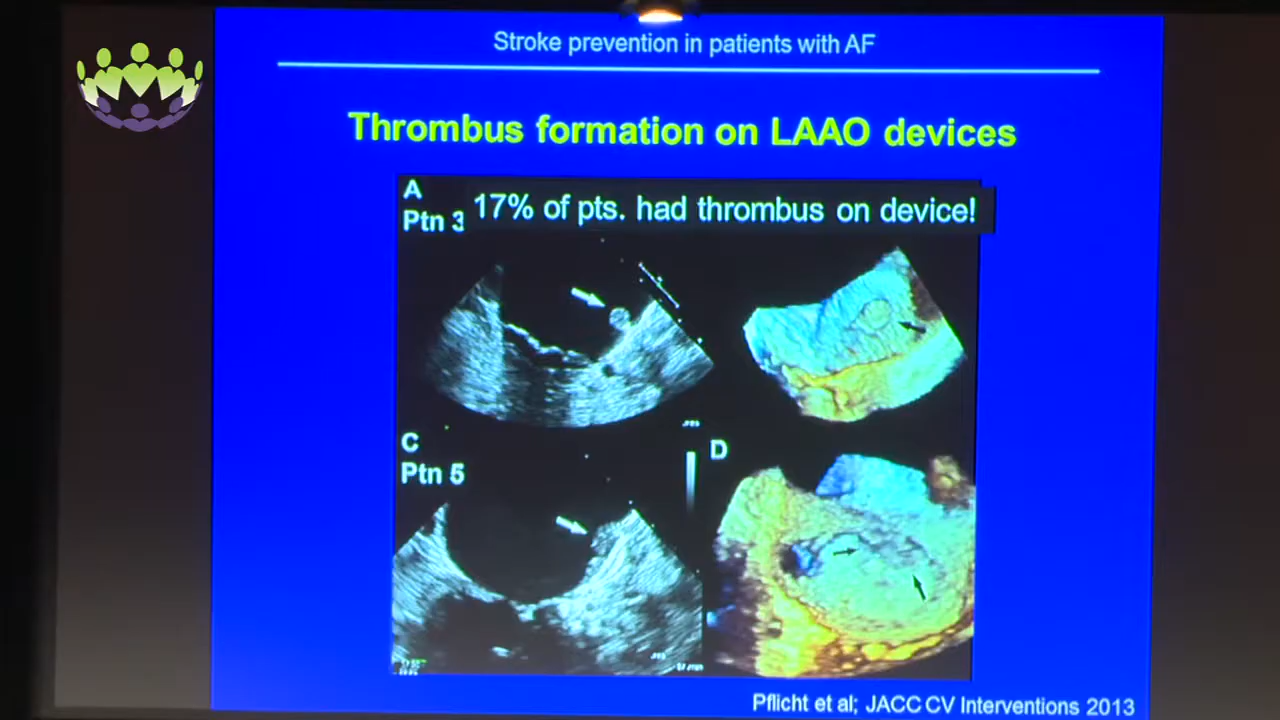 Stroke prevention in patients with AF
Thrombus formation on LAAO devices
A
Ptn 3
17% of pts. had thrombus on device!
C
Ptn 5
D
Pflicht et al; JACC CV Interventions 2013